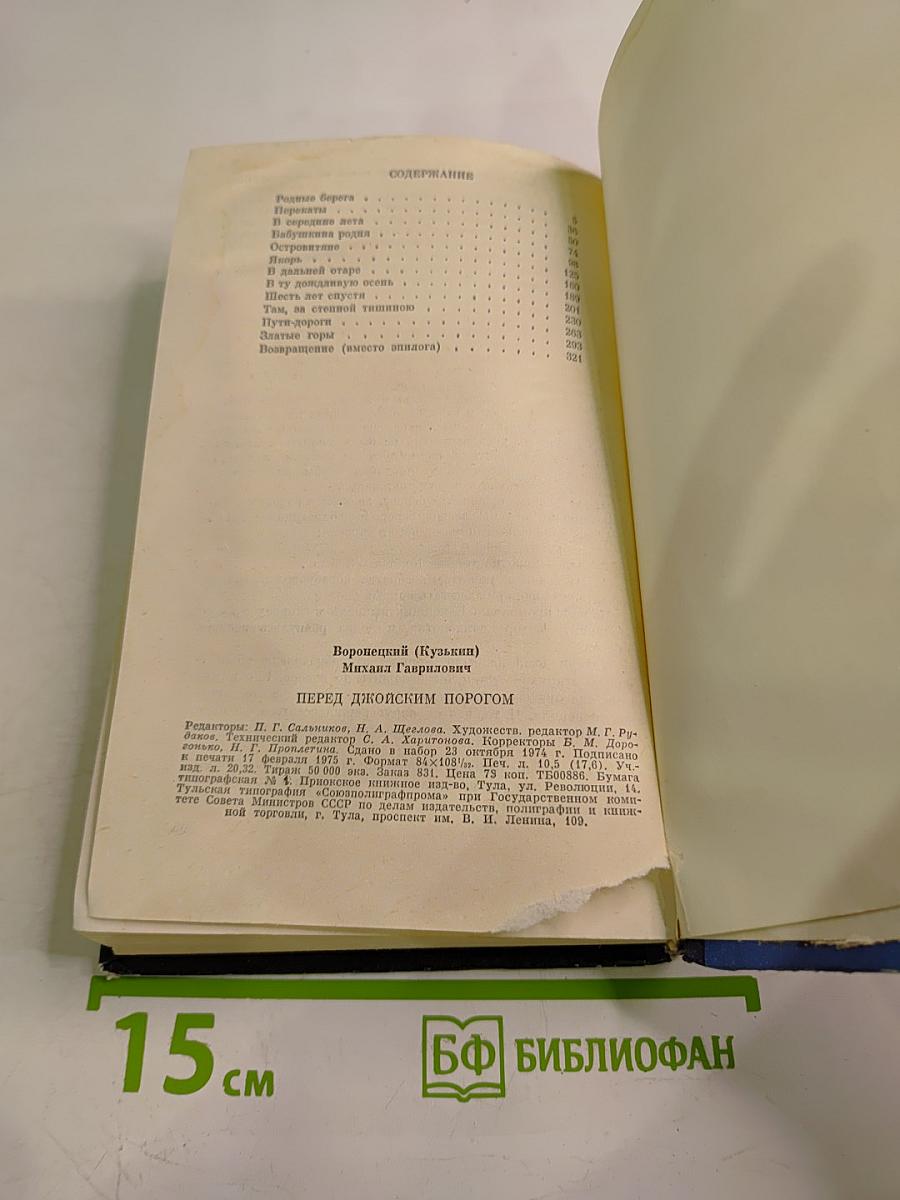 СОДЕРЖАНИЕ
Родные берега . . . . . . . . . . . . 5
Перекаты . . . . . . . . . . . . 36
В середине лета . . . . . . . . . . . . 50
Бабушкина родня . . . . . . . . . . . . 74
Островитяне . . . . . . . . . . . . 98
Якорь . . . . . . . . . . . . 125
В дальней отаре . . . . . . . . . . . . 160
В ту дождливую осень . . . . . . . . . . 189
Шесть лет спустя . . . . . . . . . . . 201
Там, за степной тишиною . . . . . . . . . 230
Пути-дороги . . . . . . . . . . . . 263
Златые горы . . . . . . . . . . . . 293
Возвращение (вместо эпилога) . . . . . . . 321
Воронецкий (Кузькин)
Михаил Гаврилович
ПЕРЕД ДЖОЙСКИМ ПОРОГОМ
Редакторы: П. Г. Сальников, Н. А. Щеглова. Художеств. редактор М. Г. Ру-
даков. Технический редактор С. А. Харитонова. Корректоры Б. М. Доро-
гонько, Н. Г. Проплетина. Сдано в набор 23 октября 1974 г. Подписано
к печати 17 февраля 1975 г. Формат 84×108¹/₃₂. Печ. л. 10,5 (17,6). Уч.-
изд. л. 20,32. Тираж 50 000 экз. Заказ 831. Цена 73 коп. ТБ00886. Бумага
типографская № 1. Приокское книжное изд-во, Тула, ул. Революции, 14.
Тульская типография «Союзполиграфпрома» при Государственном коми-
тете Совета Министров СССР по делам издательств, полиграфии и книж-
ной торговли, г. Тула, проспект им. В. И. Ленина, 109.
15 см
БФ БИБЛИОФАН